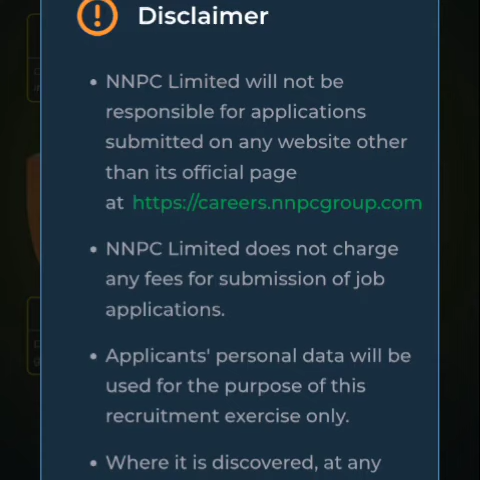 Disclaimer
• NNPC Limited will not be
responsible for applications
submitted on any website other
than its official page
at https://careers.nnpcgroup.com
• NNPC Limited does not charge
any fees for submission of job
applications.
• Applicants' personal data will be
used for the purpose of this
recruitment exercise only.
• Where it is discovered, at any